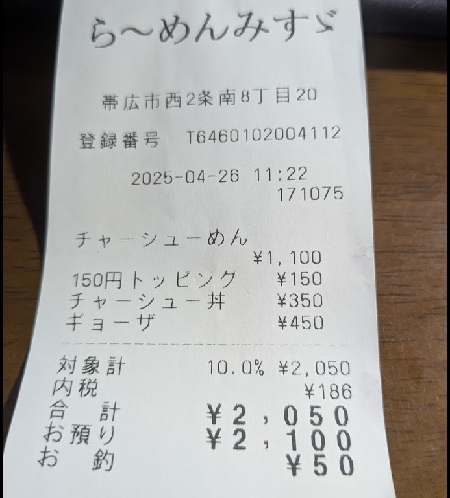 ら～めんみすゞ
帯広市西2条南8丁目20
登録番号 T6460102004112
2025-04-26 11:22
171075
チャーシューめん
¥1,100
150円トッピング ¥150
チャーシュー丼 ¥350
ギョーザ ¥450
対象計 10.0% ¥2,050
内税 ¥186
合 計 ¥2,050
お預り ¥2,100
お 釣 ¥50